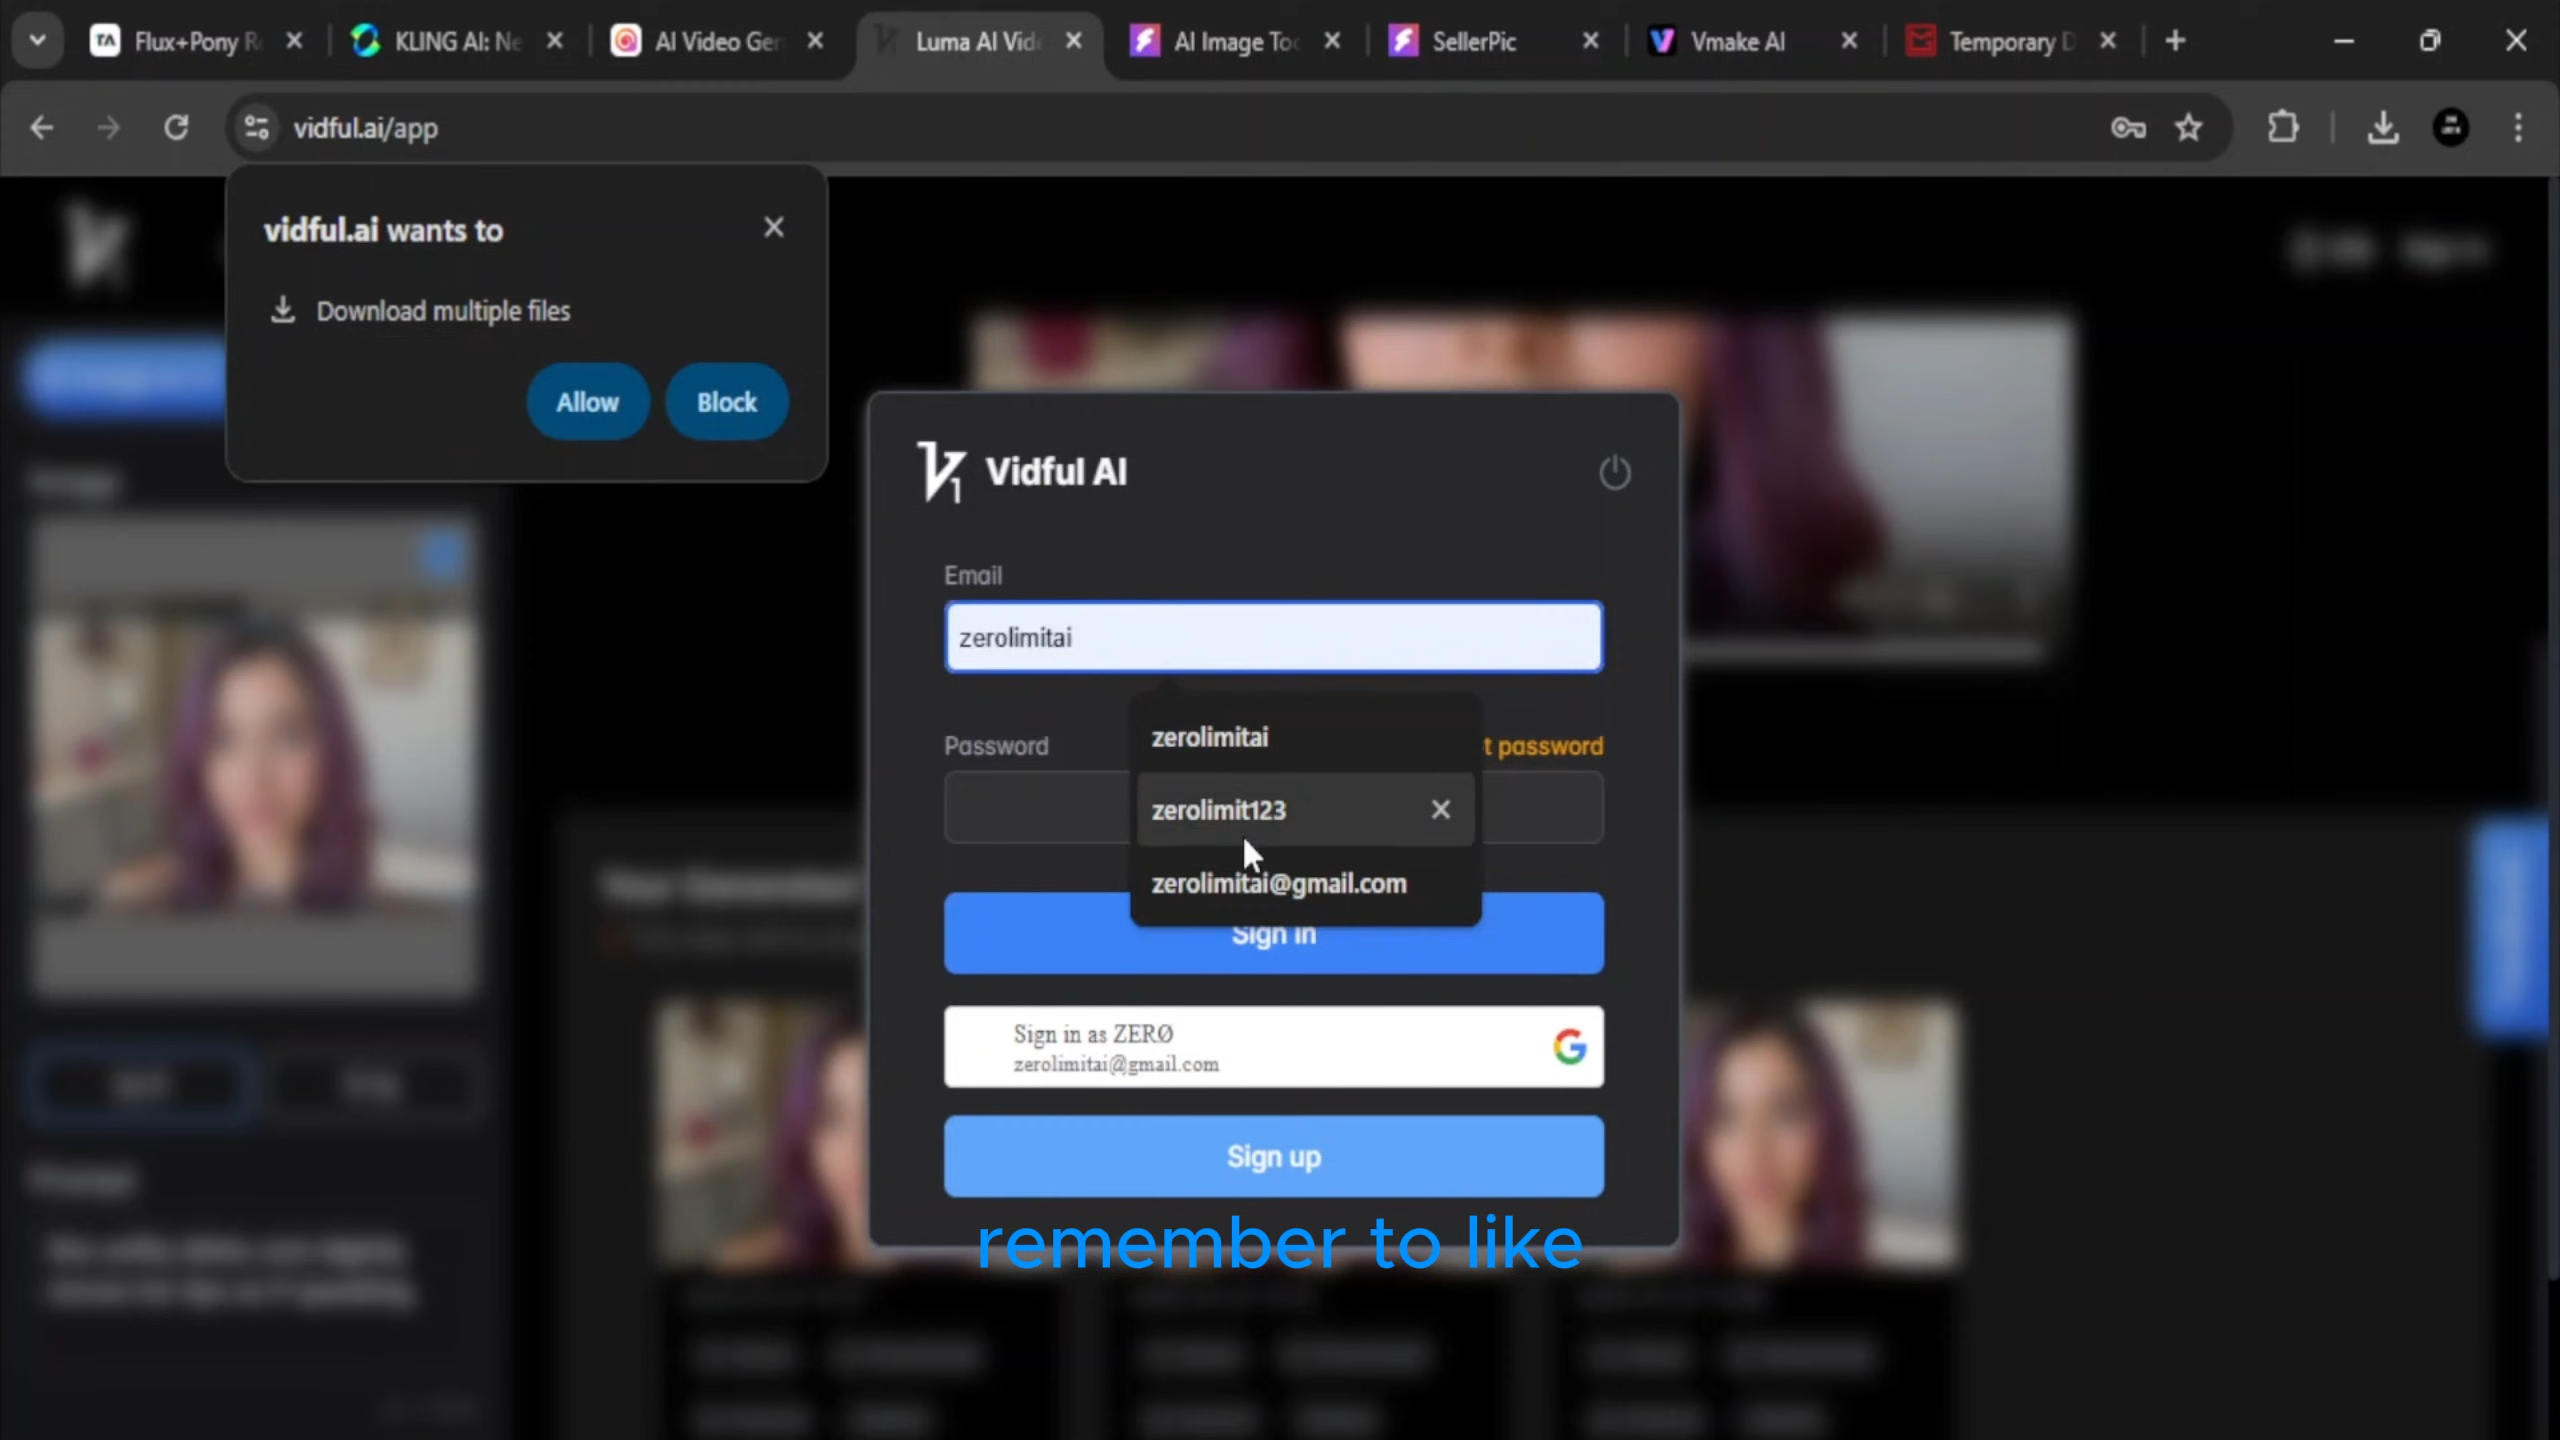 Flux+Pony R
KLING AI: Ne
AI Video Ger
Luma AI Vid
AI Image Too
SellerPic
Vmake AI
Temporary D
vidful.ai/app
vidful.ai wants to
Download multiple files
Allow
Block
Vidful AI
Email
zerolimitai
zerolimitai
Password
t password
zerolimit123
zerolimitai@gmail.com
Sign in
Sign in as ZERØ
zerolimitai@gmail.com
Sign up
remember to like